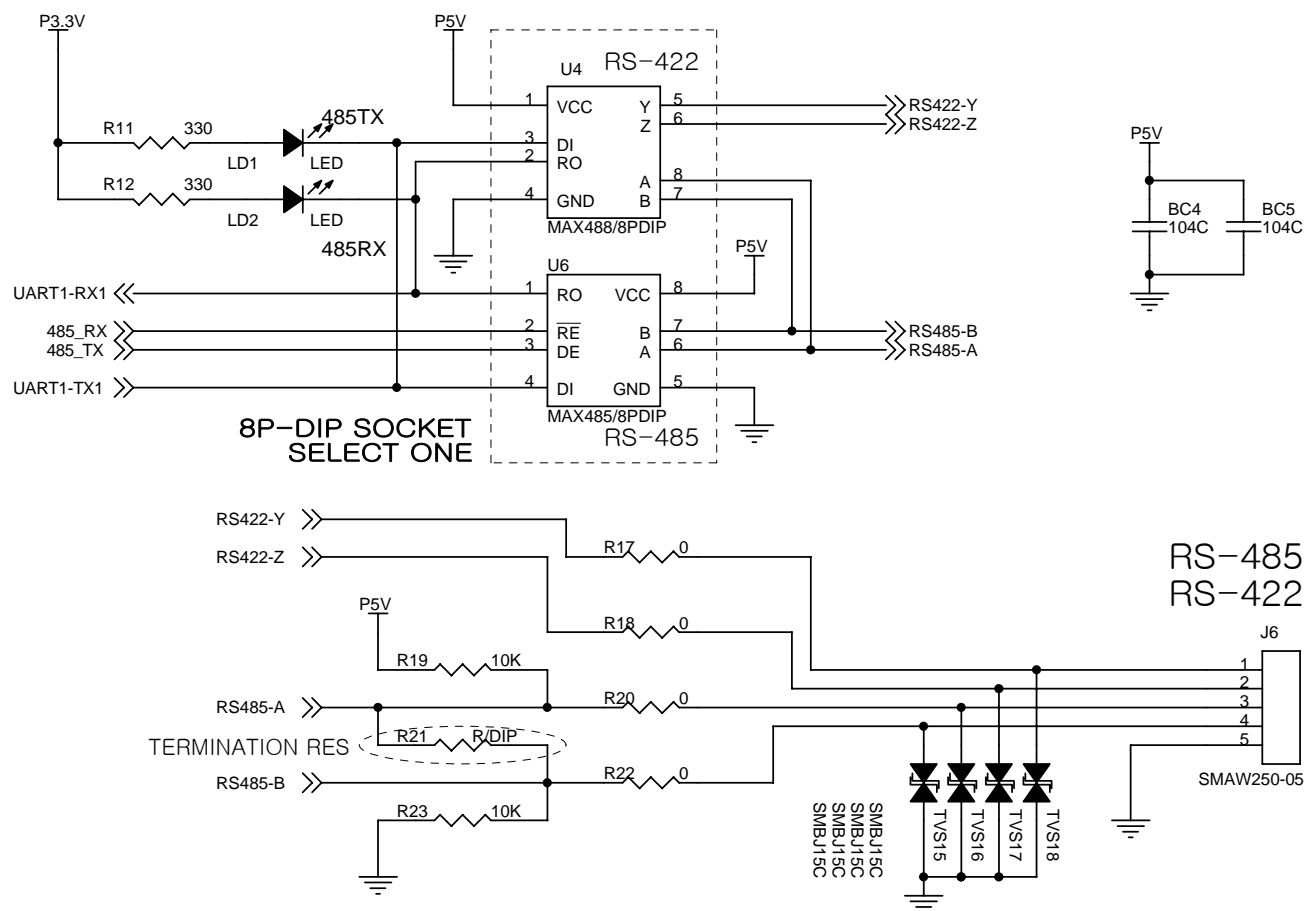 P3.3V
P5V
RS-422
U4
1 VCC Y 5 RS422-Y
Z 6 RS422-Z
485TX
R11 330
LD1 LED
3 DI
2 RO
R12 330
LD2 LED
485RX
A 8
B 7
4 GND
MAX488/8PDIP
P5V
BC4
104C
BC5
104C
P5V
U6
UART1-RX1 1 RO VCC 8
485_RX 2 RE B 7 RS485-B
485_TX 3 DE A 6 RS485-A
UART1-TX1 4 DI GND 5
MAX485/8PDIP
RS-485
8P-DIP SOCKET
SELECT ONE
RS422-Y
R17 0
RS422-Z
R18 0
RS-485
RS-422
J6
P5V
R19 10K
RS485-A
R20 0
TERMINATION RES R21 R/DIP
RS485-B
R22 0
R23 10K
1
2
3
4
5
SMAW250-05
TVS15
TVS16
TVS17
TVS18
SMBJ15C
SMBJ15C
SMBJ15C
SMBJ15C